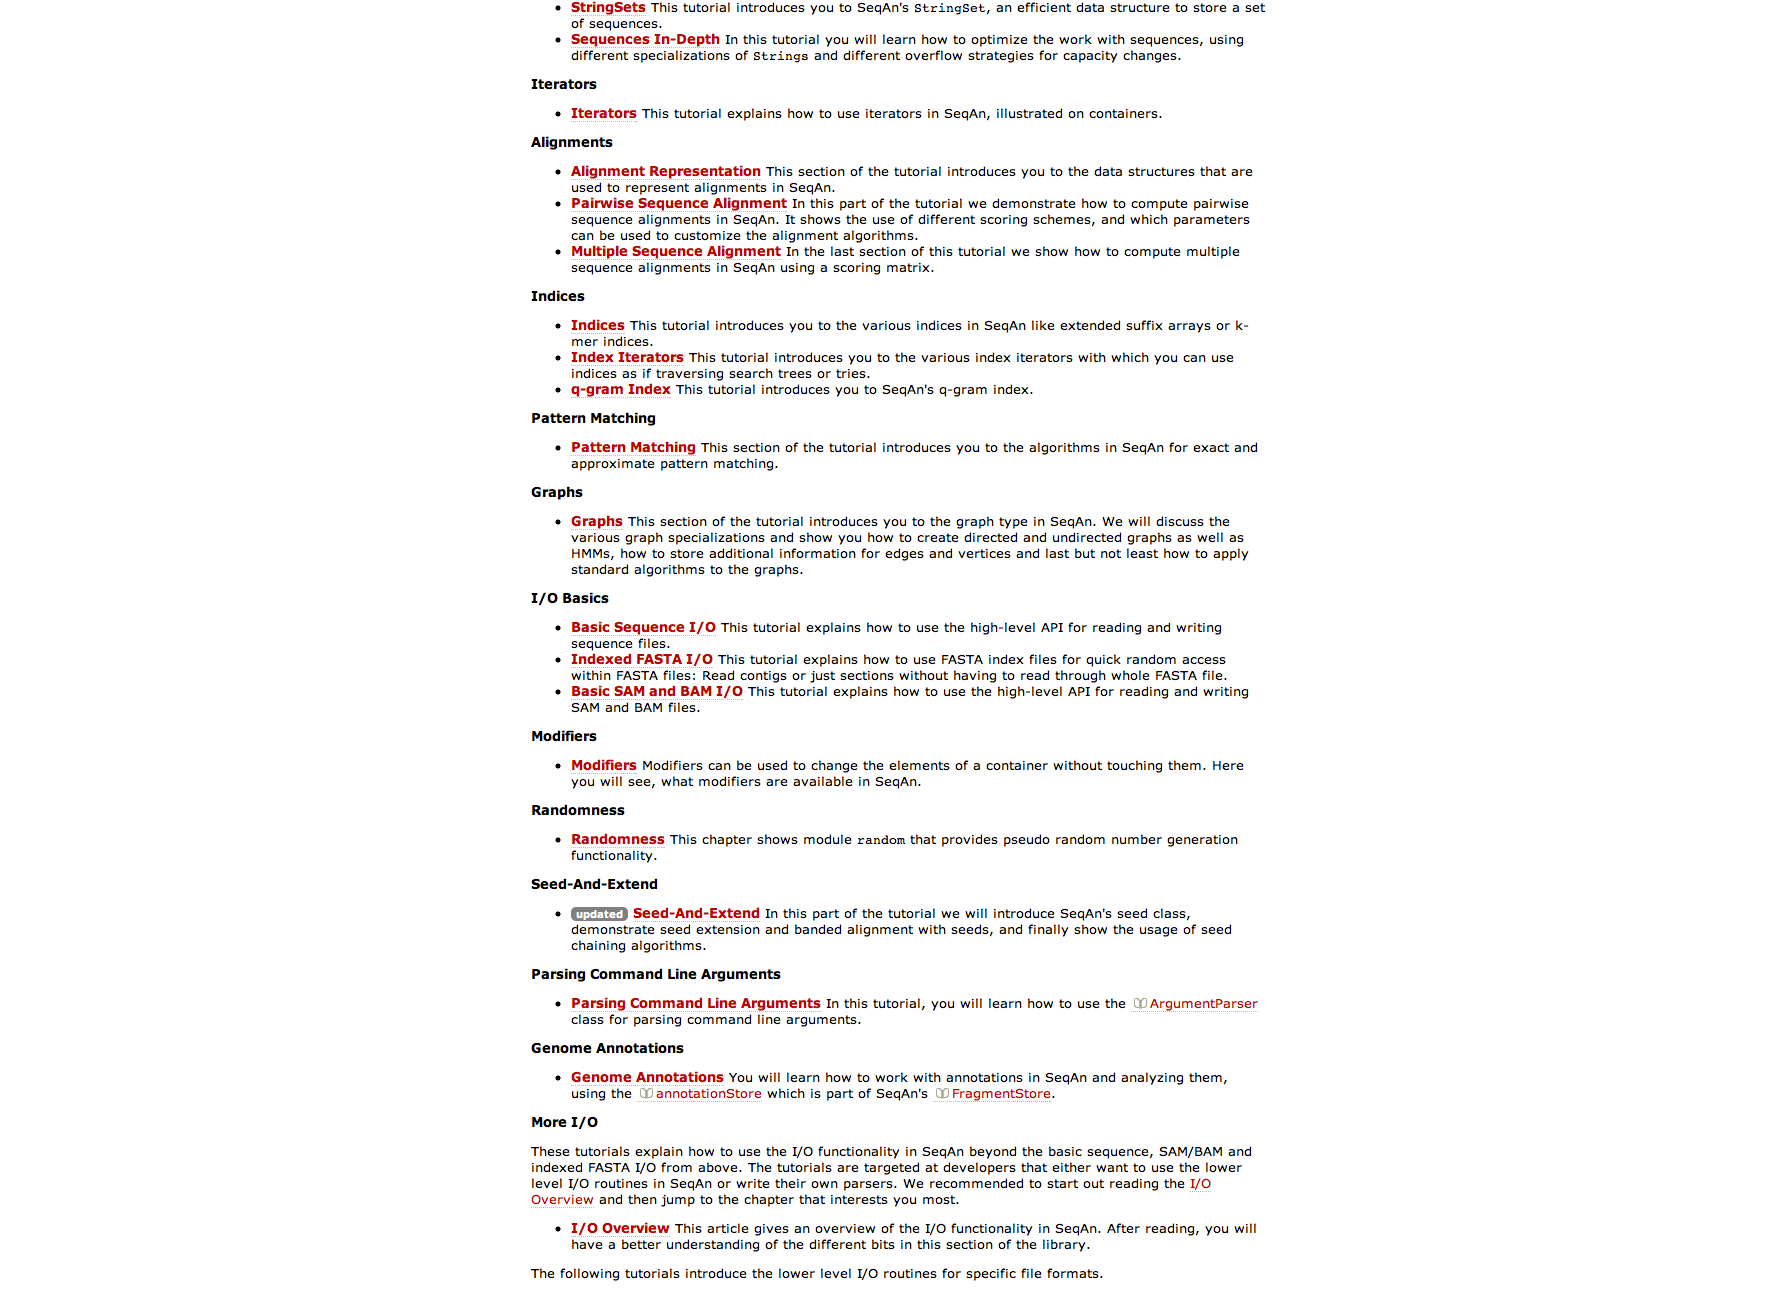 StringSets This tutorial introduces you to SeqAn's StringSet, an efficient data structure to store a set
of sequences.
Sequences In-Depth In this tutorial you will learn how to optimize the work with sequences, using
different specializations of Strings and different overflow strategies for capacity changes.
Iterators
Iterators This tutorial explains how to use iterators in SeqAn, illustrated on containers.
Alignments
Alignment Representation This section of the tutorial introduces you to the data structures that are
used to represent alignments in SeqAn.
Pairwise Sequence Alignment In this part of the tutorial we demonstrate how to compute pairwise
sequence alignments in SeqAn. It shows the use of different scoring schemes, and which parameters
can be used to customize the alignment algorithms.
Multiple Sequence Alignment In the last section of this tutorial we show how to compute multiple
sequence alignments in SeqAn using a scoring matrix.
Indices
Indices This tutorial introduces you to the various indices in SeqAn like extended suffix arrays or k-
mer indices.
Index Iterators This tutorial introduces you to the various index iterators with which you can use
indices as if traversing search trees or tries.
q-gram Index This tutorial introduces you to SeqAn's q-gram index.
Pattern Matching
Pattern Matching This section of the tutorial introduces you to the algorithms in SeqAn for exact and
approximate pattern matching.
Graphs
Graphs This section of the tutorial introduces you to the graph type in SeqAn. We will discuss the
various graph specializations and show you how to create directed and undirected graphs as well as
HMMs, how to store additional information for edges and vertices and last but not least how to apply
standard algorithms to the graphs.
I/O Basics
Basic Sequence I/O This tutorial explains how to use the high-level API for reading and writing
sequence files.
Indexed FASTA I/O This tutorial explains how to use FASTA index files for quick random access
within FASTA files: Read contigs or just sections without having to read through whole FASTA file.
Basic SAM and BAM I/O This tutorial explains how to use the high-level API for reading and writing
SAM and BAM files.
Modifiers
Modifiers Modifiers can be used to change the elements of a container without touching them. Here
you will see, what modifiers are available in SeqAn.
Randomness
Randomness This chapter shows module random that provides pseudo random number generation
functionality.
Seed-And-Extend
updated Seed-And-Extend In this part of the tutorial we will introduce SeqAn's seed class,
demonstrate seed extension and banded alignment with seeds, and finally show the usage of seed
chaining algorithms.
Parsing Command Line Arguments
Parsing Command Line Arguments In this tutorial, you will learn how to use the ArgumentParser
class for parsing command line arguments.
Genome Annotations
Genome Annotations You will learn how to work with annotations in SeqAn and analyzing them,
using the annotationStore which is part of SeqAn's FragmentStore.
More I/O
These tutorials explain how to use the I/O functionality in SeqAn beyond the basic sequence, SAM/BAM and
indexed FASTA I/O from above. The tutorials are targeted at developers that either want to use the lower
level I/O routines in SeqAn or write their own parsers. We recommended to start out reading the I/O
Overview and then jump to the chapter that interests you most.
I/O Overview This article gives an overview of the I/O functionality in SeqAn. After reading, you will
have a better understanding of the different bits in this section of the library.
The following tutorials introduce the lower level I/O routines for specific file formats.